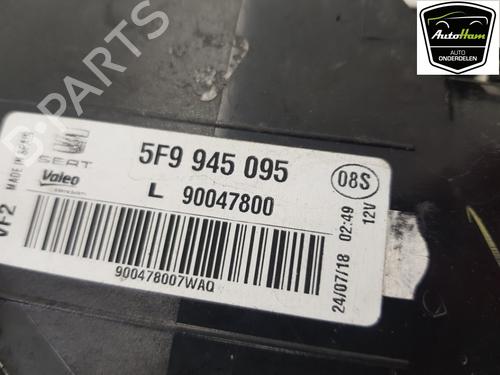 AutoHam
AUTO
ONDERDELEN
B-PARTS
MADE IN SPAIN
SEAT
Valeo
VF2
5F9 945 095
L 90047800
900478007WAQ
08S
24/07/18 02:49
12V